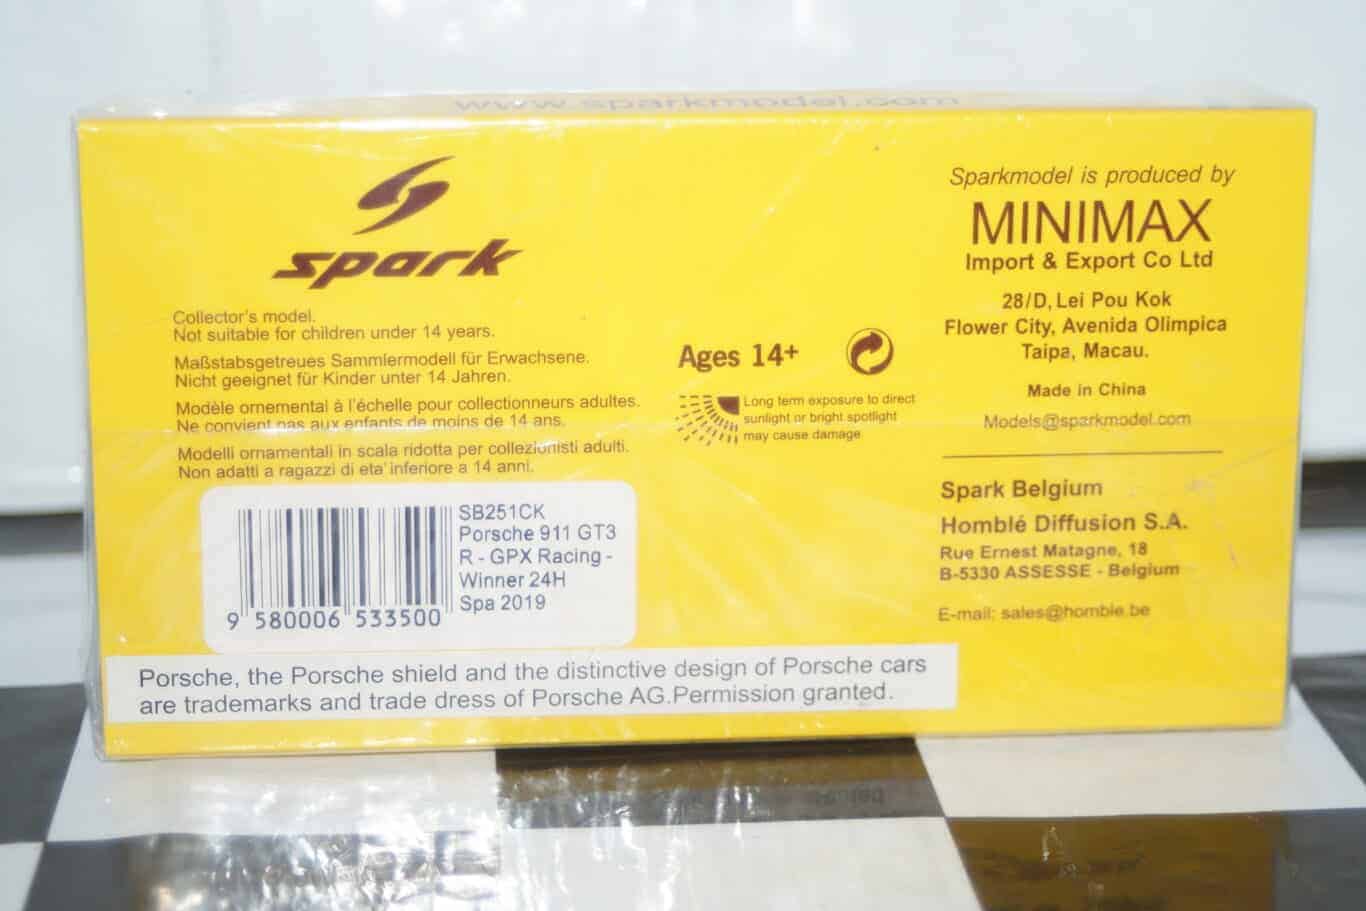 www.sparkmodel.com
spark
Collector's model.
Not suitable for children under 14 years.
Maßstabsgetreues Sammlermodell für Erwachsene.
Nicht geeignet für Kinder unter 14 Jahren.
Modèle ornemental à l'échelle pour collectionneurs adultes.
Ne convient pas aux enfants de moins de 14 ans.
Modelli ornamentali in scala ridotta per collezionisti adulti.
Non adatti a ragazzi di eta' inferiore a 14 anni.
SB251CK
Porsche 911 GT3
R - GPX Racing -
Winner 24H
Spa 2019
9 580006 533500
Porsche, the Porsche shield and the distinctive design of Porsche cars
are trademarks and trade dress of Porsche AG.Permission granted.
Ages 14+
Long term exposure to direct
sunlight or bright spotlight
may cause damage
Sparkmodel is produced by
MINIMAX
Import & Export Co Ltd
28/D, Lei Pou Kok
Flower City, Avenida Olimpica
Taipa, Macau.
Made in China
Models@sparkmodel.com
Spark Belgium
Homblé Diffusion S.A.
Rue Ernest Matagne, 18
B-5330 ASSESSE - Belgium
E-mail: sales@homble.be